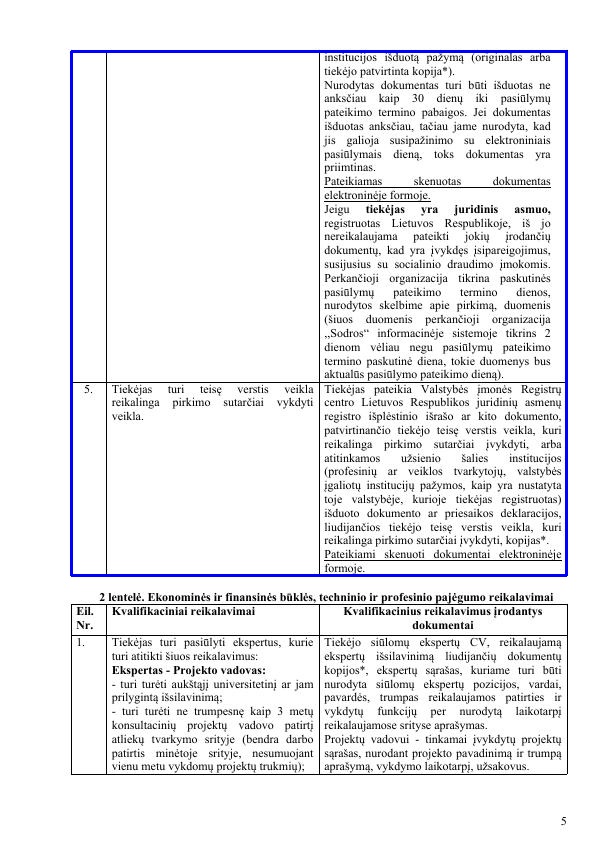 institucijos išduotą pažymą (originalas arba
tiekėjo patvirtinta kopija*).
Nurodytas dokumentas turi būti išduotas ne
anksčiau kaip 30 dienų iki pasiūlymų
pateikimo termino pabaigos. Jei dokumentas
išduotas anksčiau, tačiau jame nurodyta, kad
jis galioja susipažinimo su elektroniniais
pasiūlymais dieną, toks dokumentas yra
priimtinas.
Pateikiamas skenuotas dokumentas
elektroninėje formoje.
Jeigu tiekėjas yra juridinis asmuo,
registruotas Lietuvos Respublikoje, iš jo
nereikalaujama pateikti jokių įrodančių
dokumentų, kad yra įvykdęs įsipareigojimus,
susijusius su socialinio draudimo įmokomis.
Perkančioji organizacija tikrina paskutinės
pasiūlymų pateikimo termino dienos,
nurodytos skelbime apie pirkimą, duomenis
(šiuos duomenis perkančioji organizacija
„Sodros“ informacinėje sistemoje tikrins 2
dienom vėliau negu pasiūlymų pateikimo
termino paskutinė diena, tokie duomenys bus
aktualūs pasiūlymo pateikimo dieną).
5.
Tiekėjas turi teisę verstis veikla
reikalinga pirkimo sutarčiai vykdyti
veikla.
Tiekėjas pateikia Valstybės įmonės Registrų
centro Lietuvos Respublikos juridinių asmenų
registro išplėstinio išrašo ar kito dokumento,
patvirtinančio tiekėjo teisę verstis veikla, kuri
reikalinga pirkimo sutarčiai įvykdyti, arba
atitinkamos užsienio šalies institucijos
(profesinių ar veiklos tvarkytojų, valstybės
įgaliotų institucijų pažymos, kaip yra nustatyta
toje valstybėje, kurioje tiekėjas registruotas)
išduoto dokumento ar priesaikos deklaracijos,
liudijančios tiekėjo teisę verstis veikla, kuri
reikalinga pirkimo sutarčiai įvykdyti, kopijas*.
Pateikiami skenuoti dokumentai elektroninėje
formoje.
2 lentelė. Ekonominės ir finansinės būklės, techninio ir profesinio pajėgumo reikalavimai
Eil.
Nr.
Kvalifikaciniai reikalavimai
Kvalifikacinius reikalavimus įrodantys
dokumentai
1.
Tiekėjas turi pasiūlyti ekspertus, kurie
turi atitikti šiuos reikalavimus:
Ekspertas - Projekto vadovas:
- turi turėti aukštąjį universitetinį ar jam
prilygintą išsilavinimą;
- turi turėti ne trumpesnę kaip 3 metų
konsultacinių projektų vadovo patirtį
atliekų tvarkymo srityje (bendra darbo
patirtis minėtoje srityje, nesumuojant
vienu metu vykdomų projektų trukmių);
Tiekėjo siūlomų ekspertų CV, reikalaujamą
ekspertų išsilavinimą liudijančių dokumentų
kopijos*, ekspertų sąrašas, kuriame turi būti
nurodyta siūlomų ekspertų pozicijos, vardai,
pavardės, trumpas reikalaujamos patirties ir
vykdytų funkcijų per nurodytą laikotarpį
reikalaujamose srityse aprašymas.
Projektų vadovui - tinkamai įvykdytų projektų
sąrašas, nurodant projekto pavadinimą ir trumpą
aprašymą, vykdymo laikotarpį, užsakovus.
5